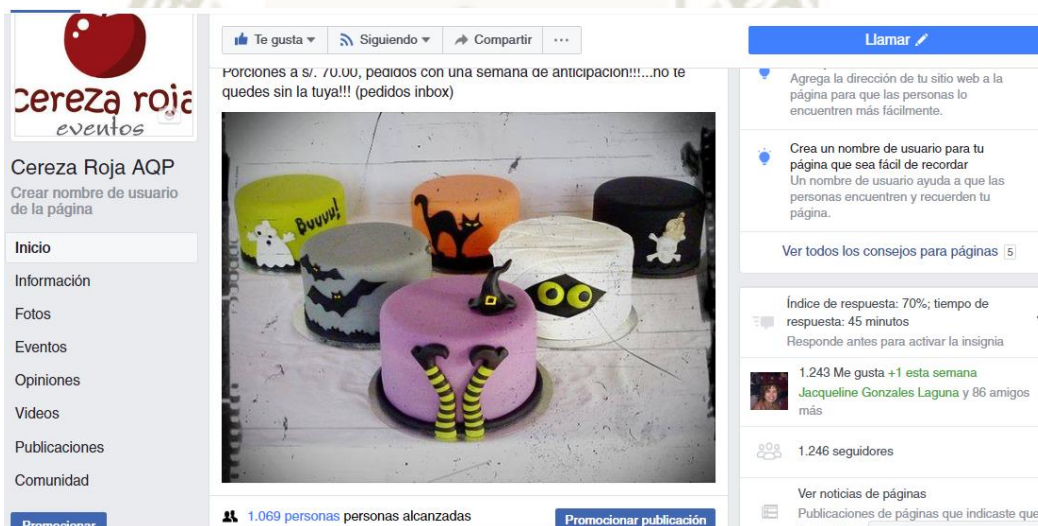 cereza roja
eventos
Cereza Roja AQP
Crear nombre de usuario
de la página
Inicio
Información
Fotos
Eventos
Opiniones
Videos
Publicaciones
Comunidad
Promocionar
Te gusta
Siguiendo
Compartir
Porciones a s/. 70.00, pedidos con una semana de anticipación!!!...no te
quedes sin la tuya!!! (pedidos inbox)
Buuuu!
1.069 personas personas alcanzadas
Promocionar publicación
Llamar
Agrega la dirección de tu sitio web a la
página para que las personas lo
encuentren más fácilmente.
Crea un nombre de usuario para tu
página que sea fácil de recordar
Un nombre de usuario ayuda a que las
personas encuentren y recuerden tu
página.
Ver todos los consejos para páginas 5
Índice de respuesta: 70%; tiempo de
respuesta: 45 minutos
Responde antes para activar la insignia
1.243 Me gusta +1 esta semana
Jacqueline Gonzales Laguna y 86 amigos
más
1.246 seguidores
Ver noticias de páginas
Publicaciones de páginas que indicaste que